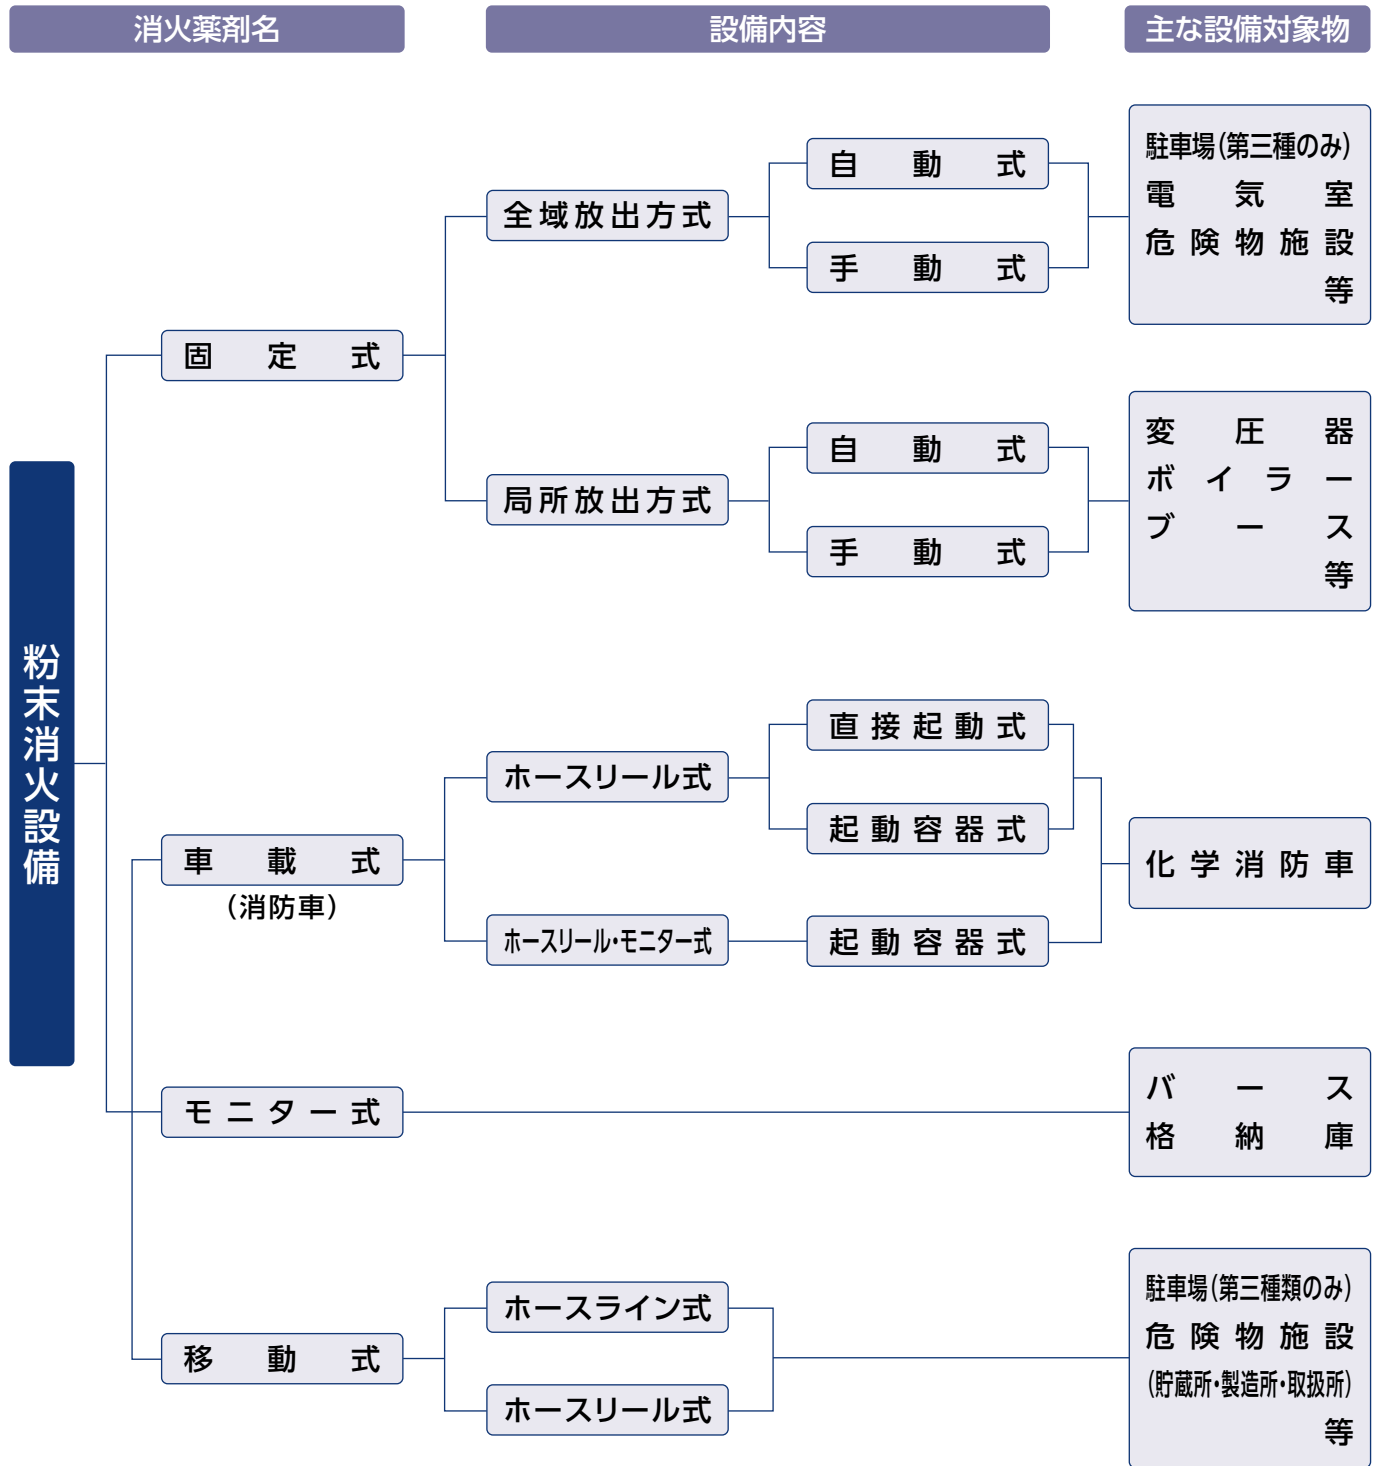 消火薬剤名
設備内容
主な設備対象物
粉末消火設備
固定式
全域放出方式
自動式
手動式
駐車場(第三種のみ)
電気室
危険物施設
等
局所放出方式
自動式
手動式
変圧器
ボイラー
ブース
等
車載式
(消防車)
ホースリール式
直接起動式
起動容器式
ホースリール・モニター式
起動容器式
化学消防車
モニター式
バース
格納庫
移動式
ホースライン式
ホースリール式
駐車場(第三種類のみ)
危険物施設
(貯蔵所・製造所・取扱所)
等